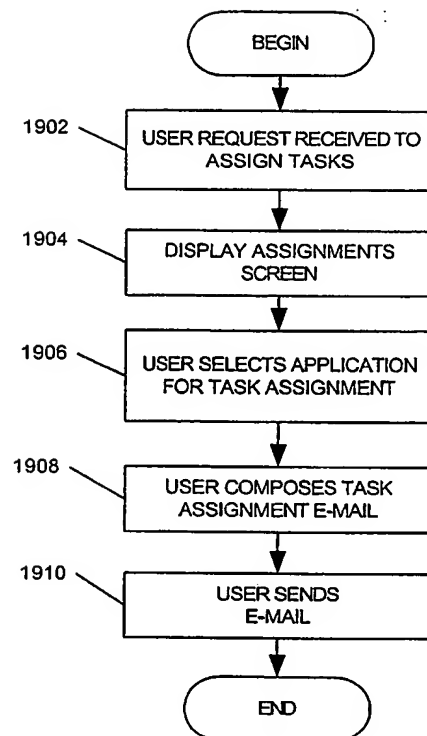 BEGIN
1902
USER REQUEST RECEIVED TO
ASSIGN TASKS
1904
DISPLAY ASSIGNMENTS
SCREEN
1906
USER SELECTS APPLICATION
FOR TASK ASSIGNMENT
1908
USER COMPOSES TASK
ASSIGNMENT E-MAIL
1910
USER SENDS
E-MAIL
END